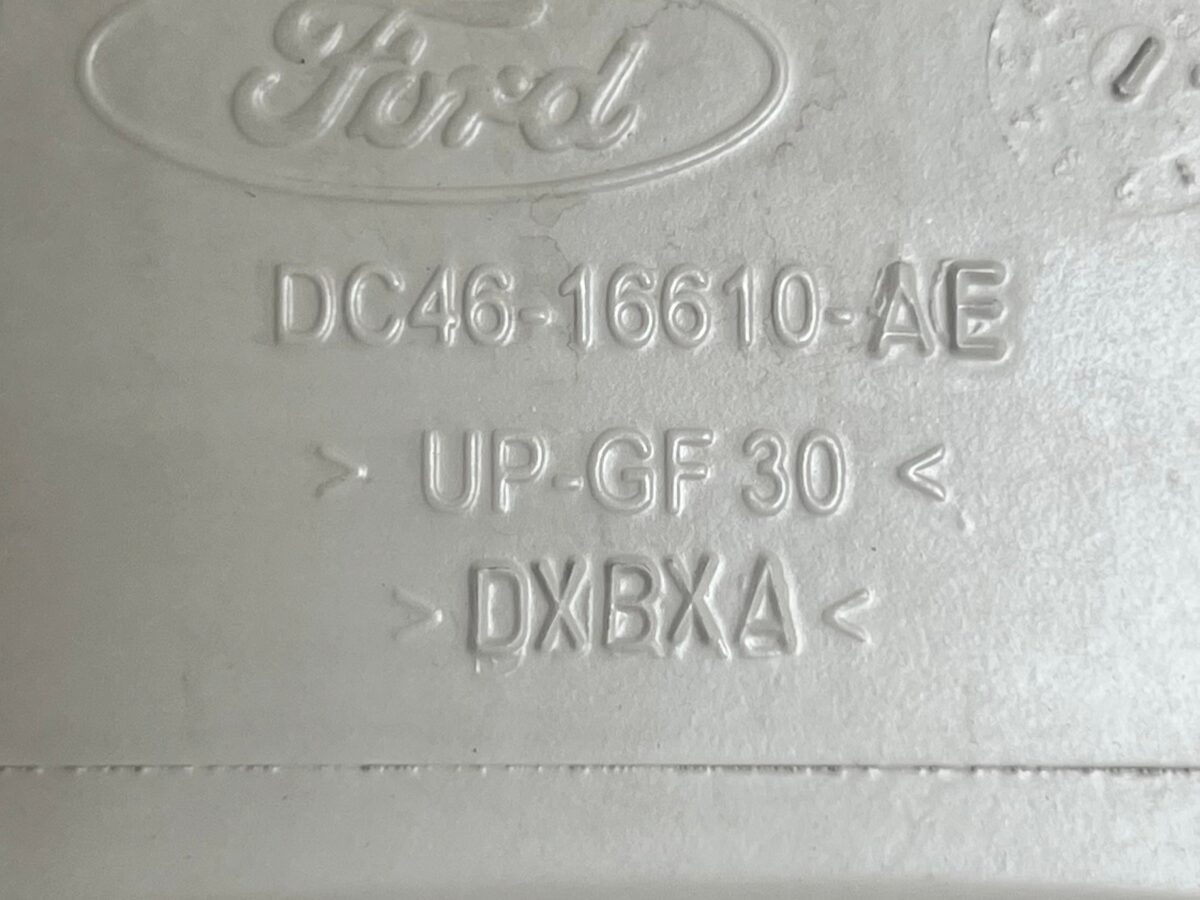 Ford
DC46-16610-AE
> UP-GF 30 <
> DXBXA <